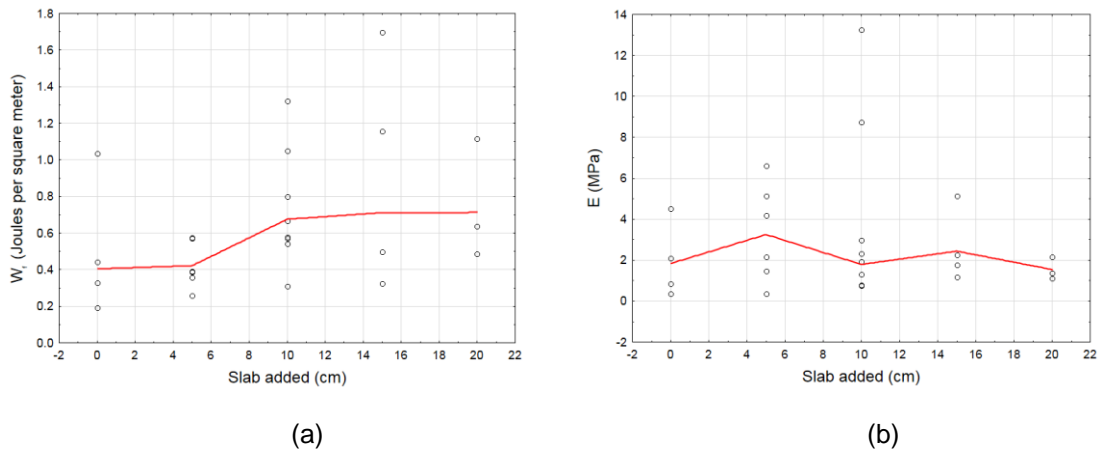 1.8
1.6
1.4
1.2
1.0
0.8
0.6
0.4
0.2
0.0
-2 0 2 4 6 8 10 12 14 16 18 20 22
Slab added (cm)
Wf (Joules per square meter)
(a)
14
12
10
8
6
4
2
0
-2
-2 0 2 4 6 8 10 12 14 16 18 20 22
Slab added (cm)
E (MPa)
(b)